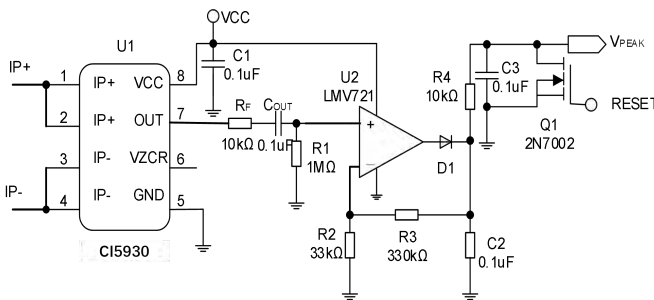 VCC
U1
IP+
1
IP+
VCC
8
C1
0.1uF
U2
LMV721
2
IP+
OUT
7
RF
10kΩ
COUT
0.1uF
R1
1MΩ
+
−
D1
R4
10kΩ
C3
0.1uF
VPEAK
RESET
Q1
2N7002
3
IP-
VZCR
6
IP-
4
IP-
GND
5
CI5930
R2
33kΩ
R3
330kΩ
C2
0.1uF